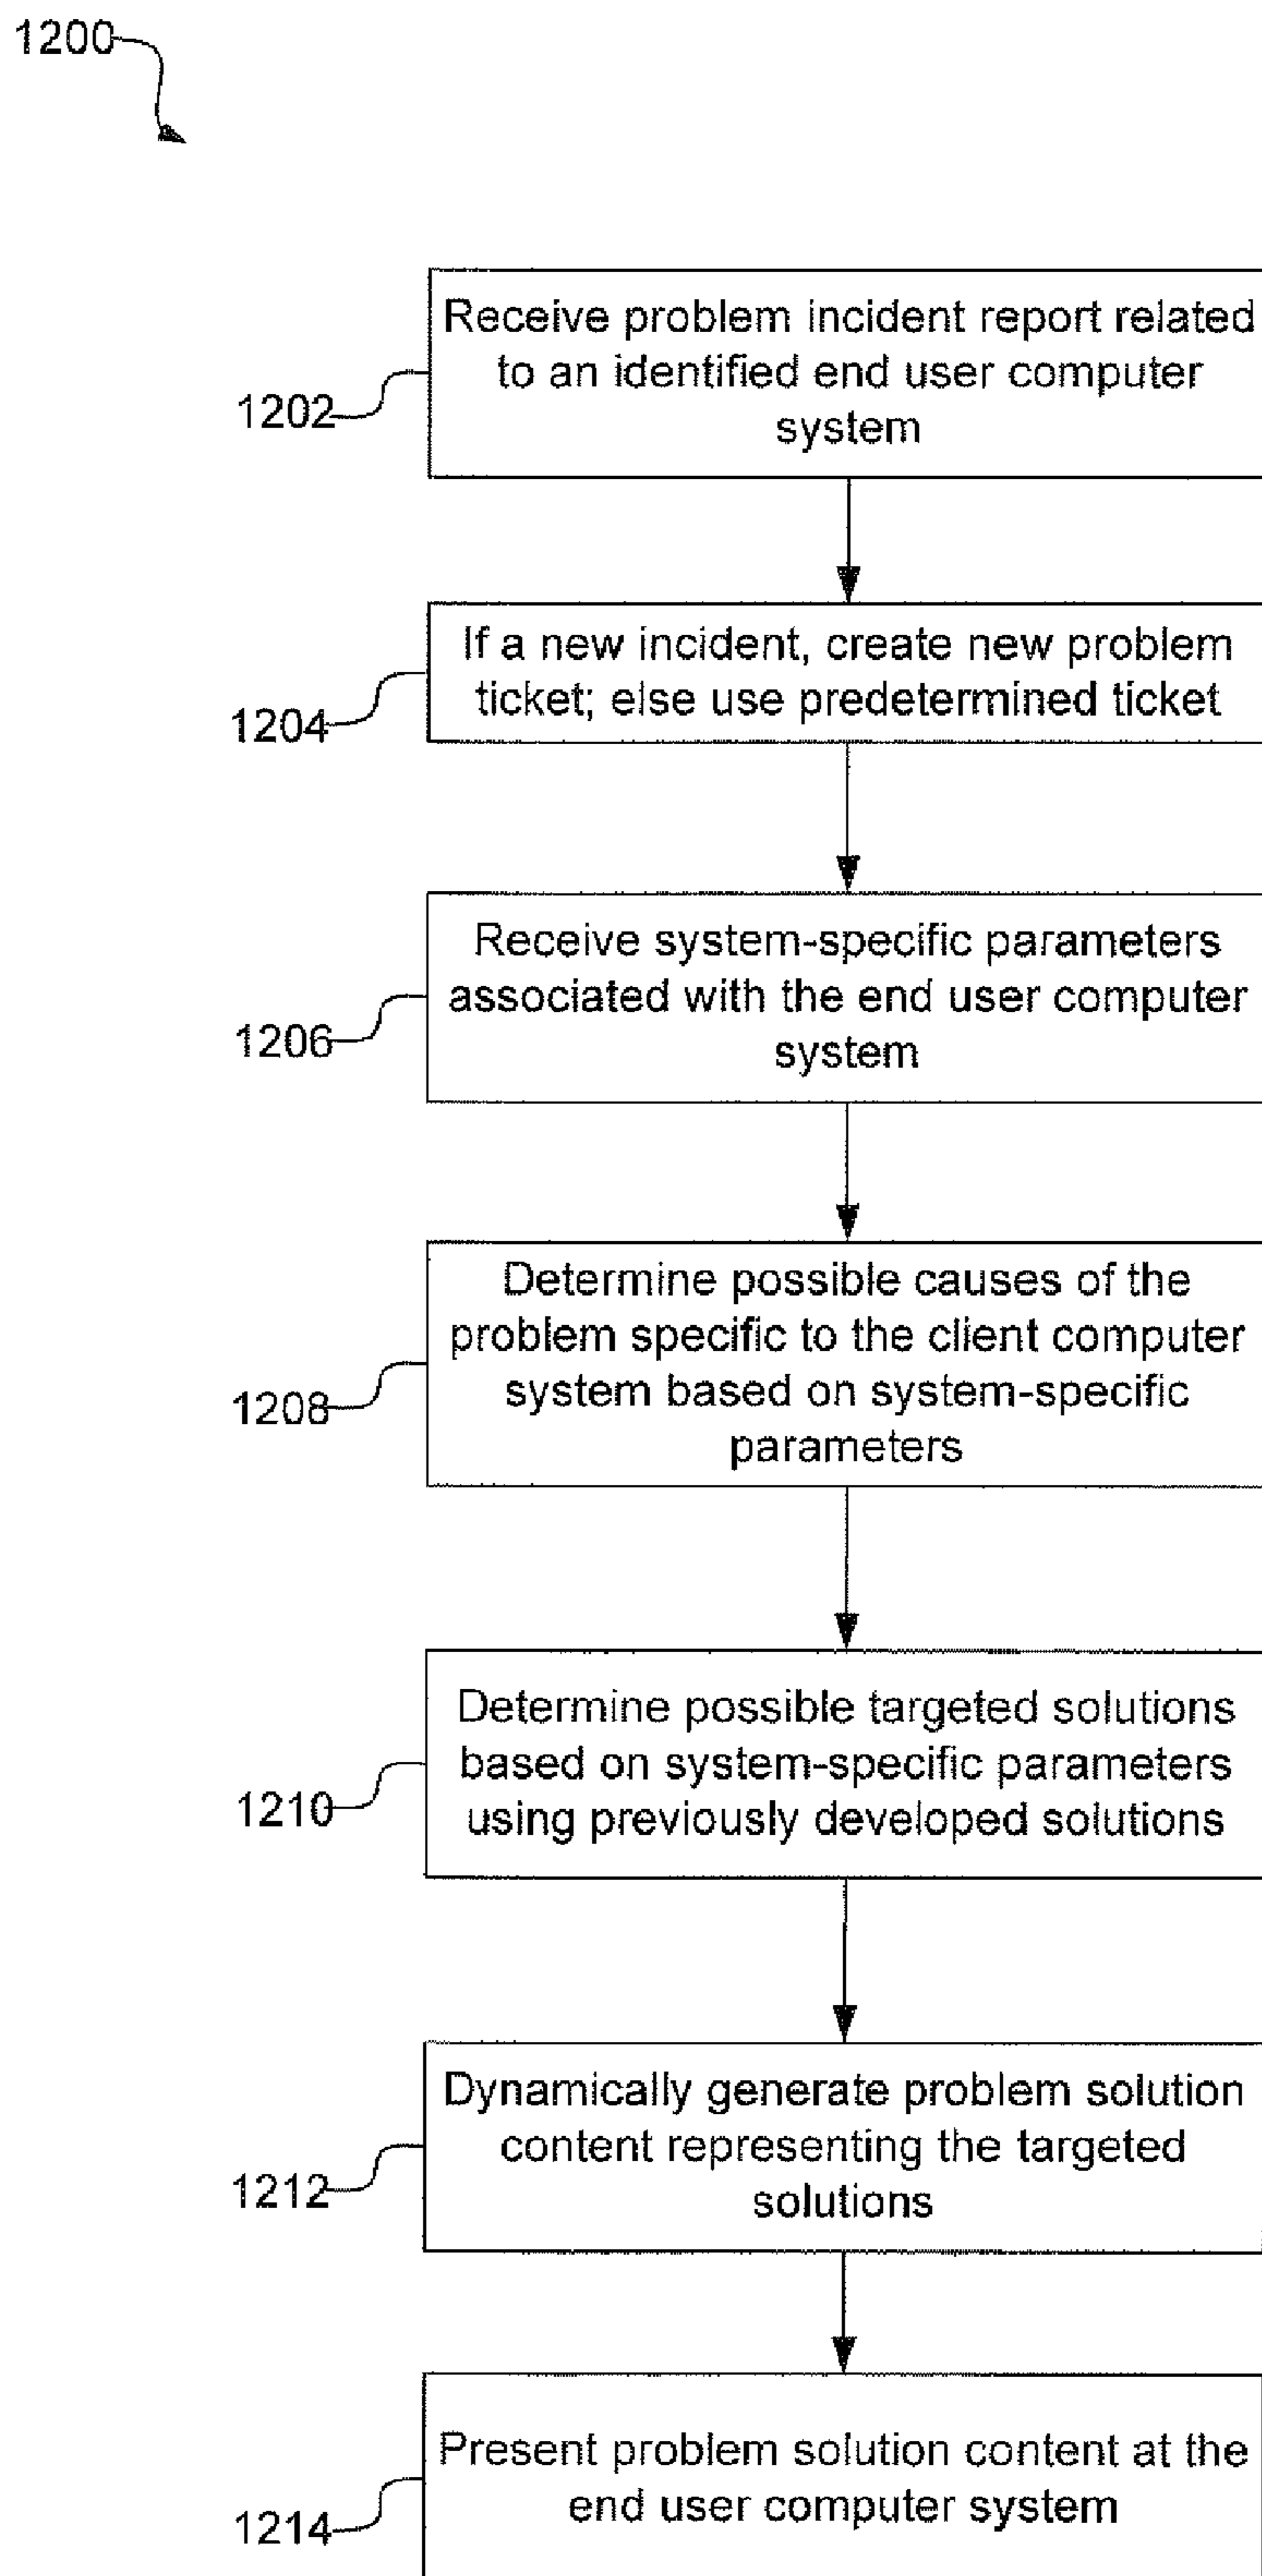 1200
Receive problem incident report related
to an identified end user computer
system
1202
If a new incident, create new problem
ticket; else use predetermined ticket
1204
Receive system-specific parameters
associated with the end user computer
system
1206
Determine possible causes of the
problem specific to the client computer
system based on system-specific
parameters
1208
Determine possible targeted solutions
based on system-specific parameters
using previously developed solutions
1210
Dynamically generate problem solution
content representing the targeted
solutions
1212
Present problem solution content at the
end user computer system
1214